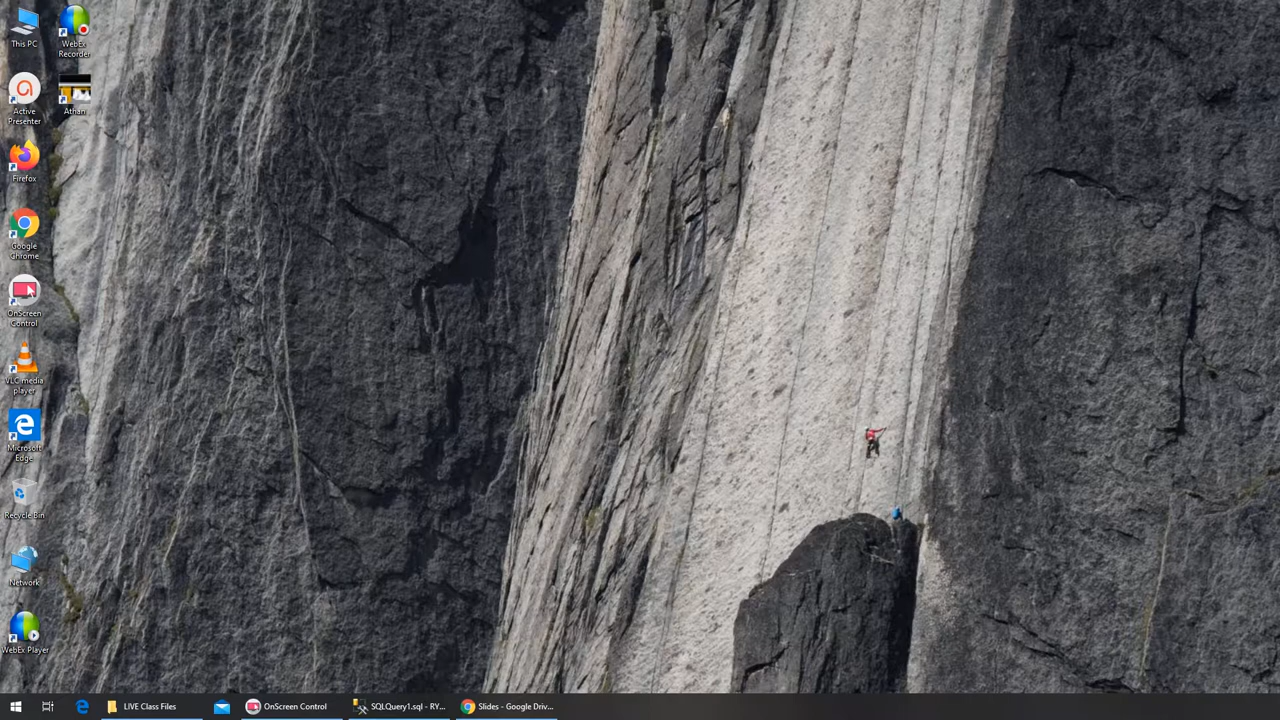 This PC
WebEx
Recorder
Active
Presenter
Athan
Firefox
Google
Chrome
OnScreen
Control
VLC media
player
Microsoft
Edge
Recycle Bin
Network
WebEx Player
LIVE Class Files
OnScreen Control
SQLQuery1.sql - RY...
Slides - Google Driv...